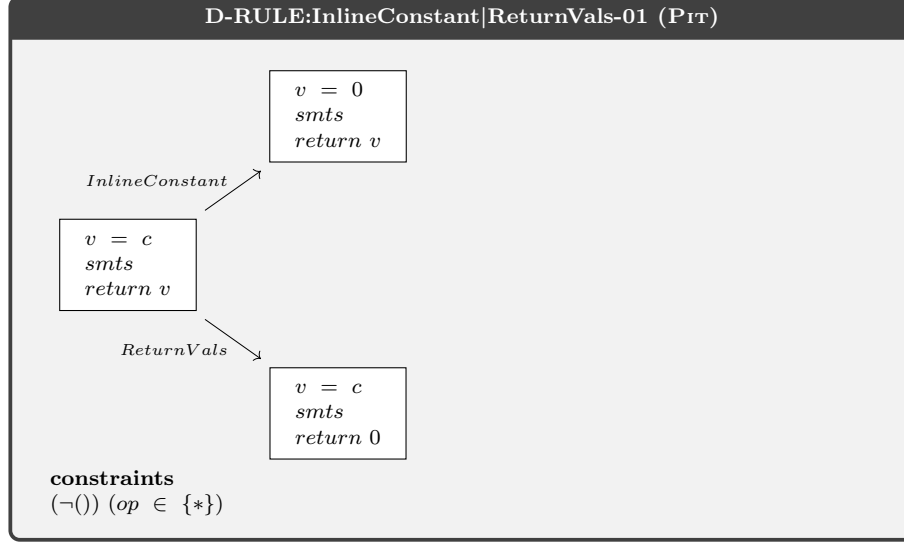 D-RULE:InlineConstant|ReturnVals-01 (PIT)
v = 0
smts
return v
InlineConstant
v = c
smts
return v
ReturnVals
v = c
smts
return 0
constraints
(¬()) (op ∈ {*})